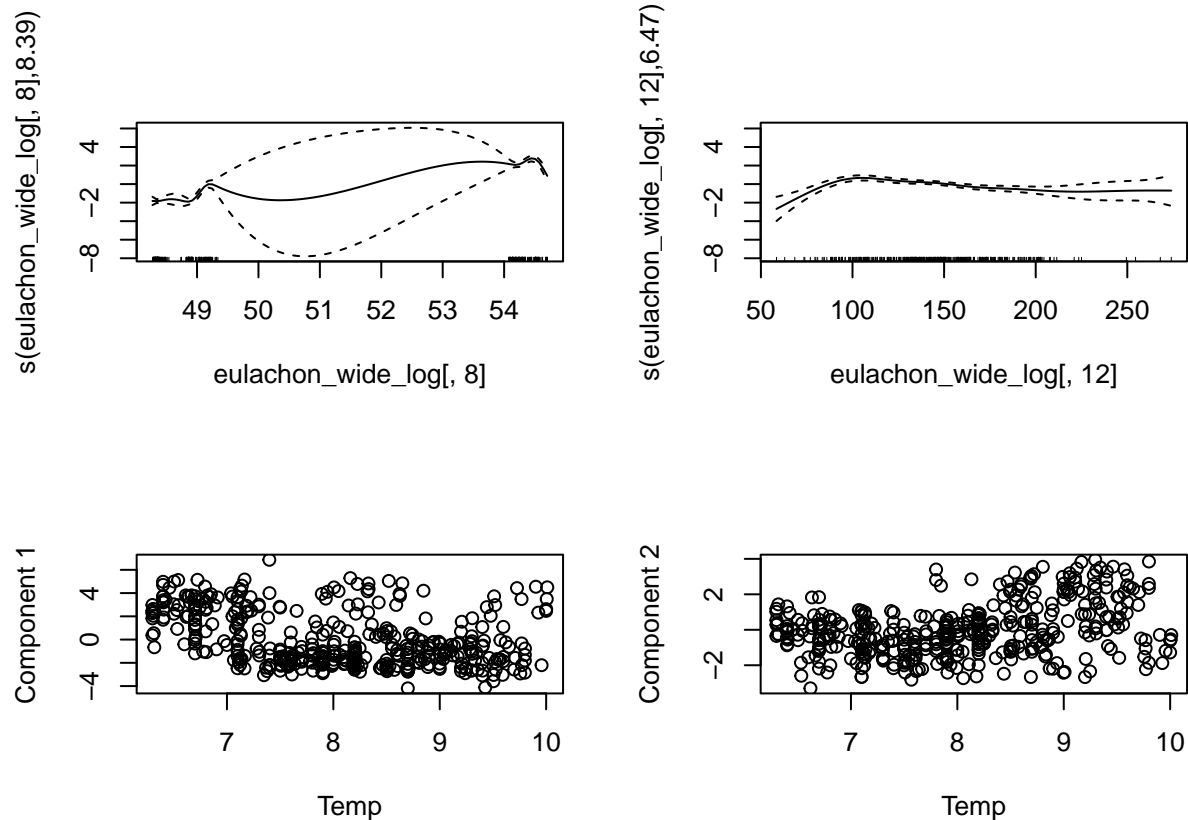 s(eulachon_wide_log[, 8],8.39)
4
−2
−8
49 50 51 52 53 54
eulachon_wide_log[, 8]
s(eulachon_wide_log[, 12],6.47)
4
−2
−8
50 100 150 200 250
eulachon_wide_log[, 12]
Component 1
4
0
−4
7 8 9 10
Temp
Component 2
2
−2
7 8 9 10
Temp